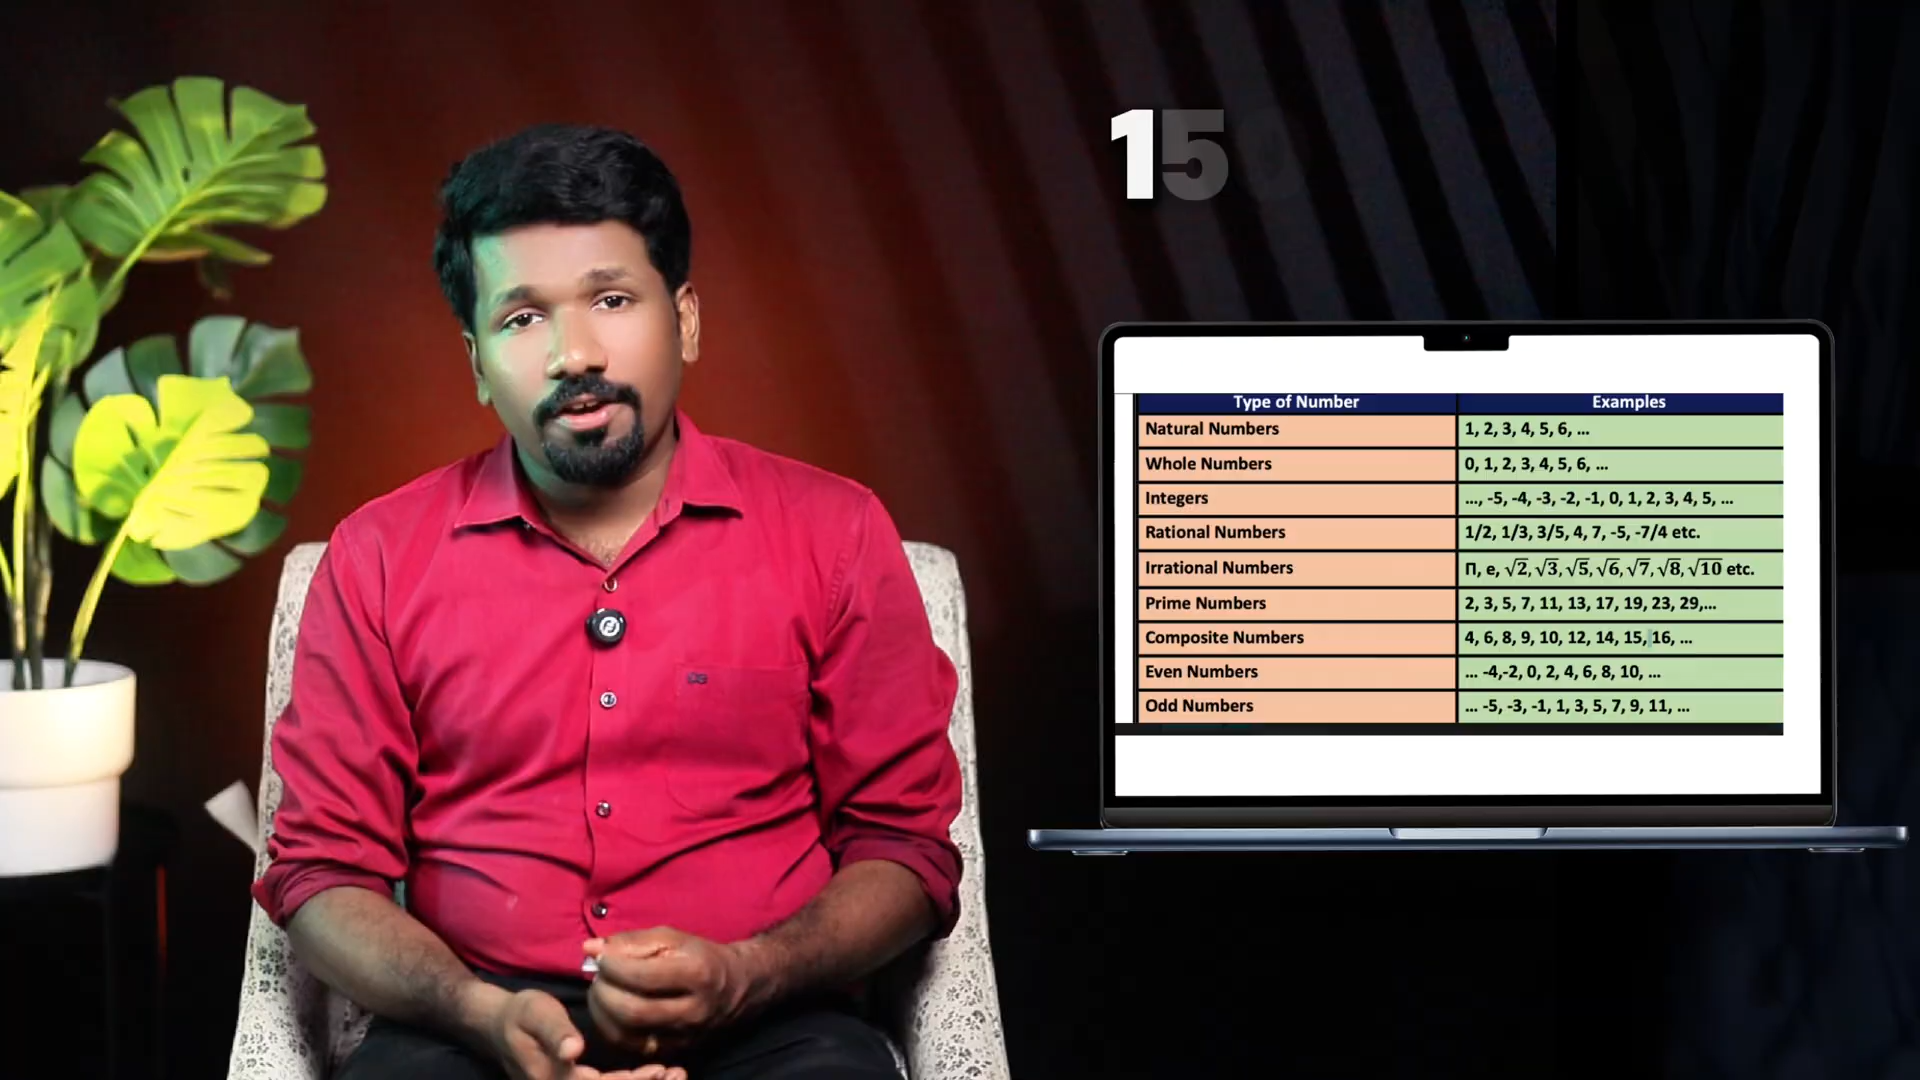 15
Type of Number Examples
Natural Numbers 1, 2, 3, 4, 5, 6, ...
Whole Numbers 0, 1, 2, 3, 4, 5, 6, ...
Integers ..., -5, -4, -3, -2, -1, 0, 1, 2, 3, 4, 5, ...
Rational Numbers 1/2, 1/3, 3/5, 4, 7, -5, -7/4 etc.
Irrational Numbers Π, e, √2, √3, √5, √6, √7, √8, √10 etc.
Prime Numbers 2, 3, 5, 7, 11, 13, 17, 19, 23, 29,...
Composite Numbers 4, 6, 8, 9, 10, 12, 14, 15, 16, ...
Even Numbers ... -4,-2, 0, 2, 4, 6, 8, 10, ...
Odd Numbers ... -5, -3, -1, 1, 3, 5, 7, 9, 11, ...